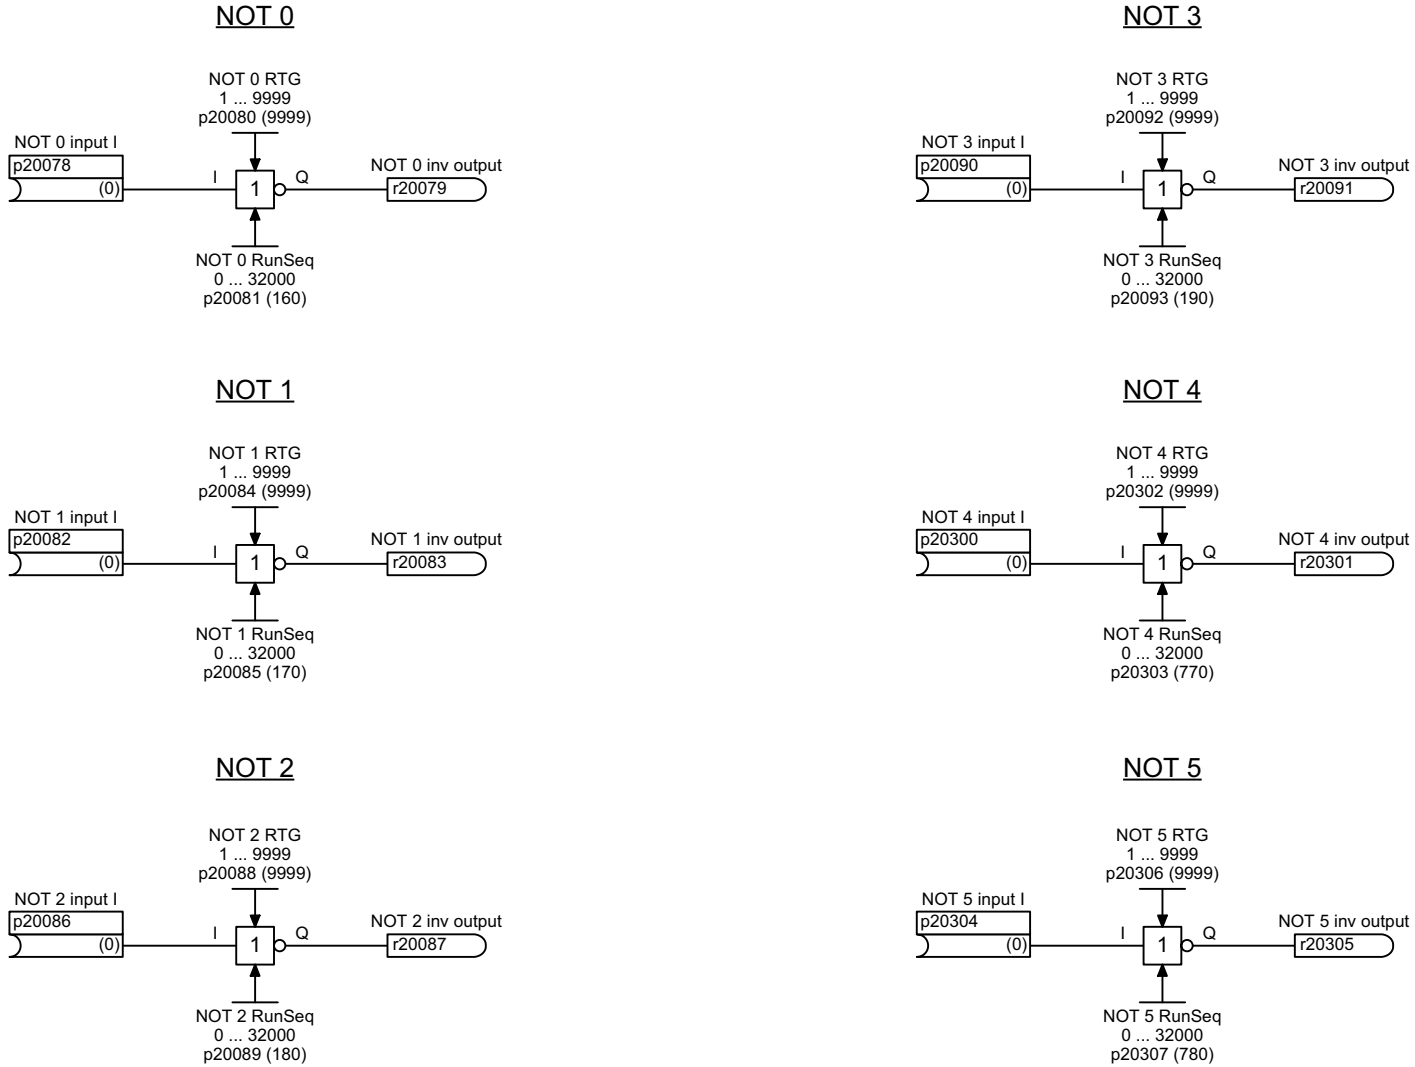 NOT 0
NOT 0 RTG
1 ... 9999
p20080 (9999)
NOT 0 input I
p20078
(0)
I
1
Q
NOT 0 inv output
r20079
NOT 0 RunSeq
0 ... 32000
p20081 (160)
NOT 1
NOT 1 RTG
1 ... 9999
p20084 (9999)
NOT 1 input I
p20082
(0)
I
1
Q
NOT 1 inv output
r20083
NOT 1 RunSeq
0 ... 32000
p20085 (170)
NOT 2
NOT 2 RTG
1 ... 9999
p20088 (9999)
NOT 2 input I
p20086
(0)
I
1
Q
NOT 2 inv output
r20087
NOT 2 RunSeq
0 ... 32000
p20089 (180)
NOT 3
NOT 3 RTG
1 ... 9999
p20092 (9999)
NOT 3 input I
p20090
(0)
I
1
Q
NOT 3 inv output
r20091
NOT 3 RunSeq
0 ... 32000
p20093 (190)
NOT 4
NOT 4 RTG
1 ... 9999
p20302 (9999)
NOT 4 input I
p20300
(0)
I
1
Q
NOT 4 inv output
r20301
NOT 4 RunSeq
0 ... 32000
p20303 (770)
NOT 5
NOT 5 RTG
1 ... 9999
p20306 (9999)
NOT 5 input I
p20304
(0)
I
1
Q
NOT 5 inv output
r20305
NOT 5 RunSeq
0 ... 32000
p20307 (780)